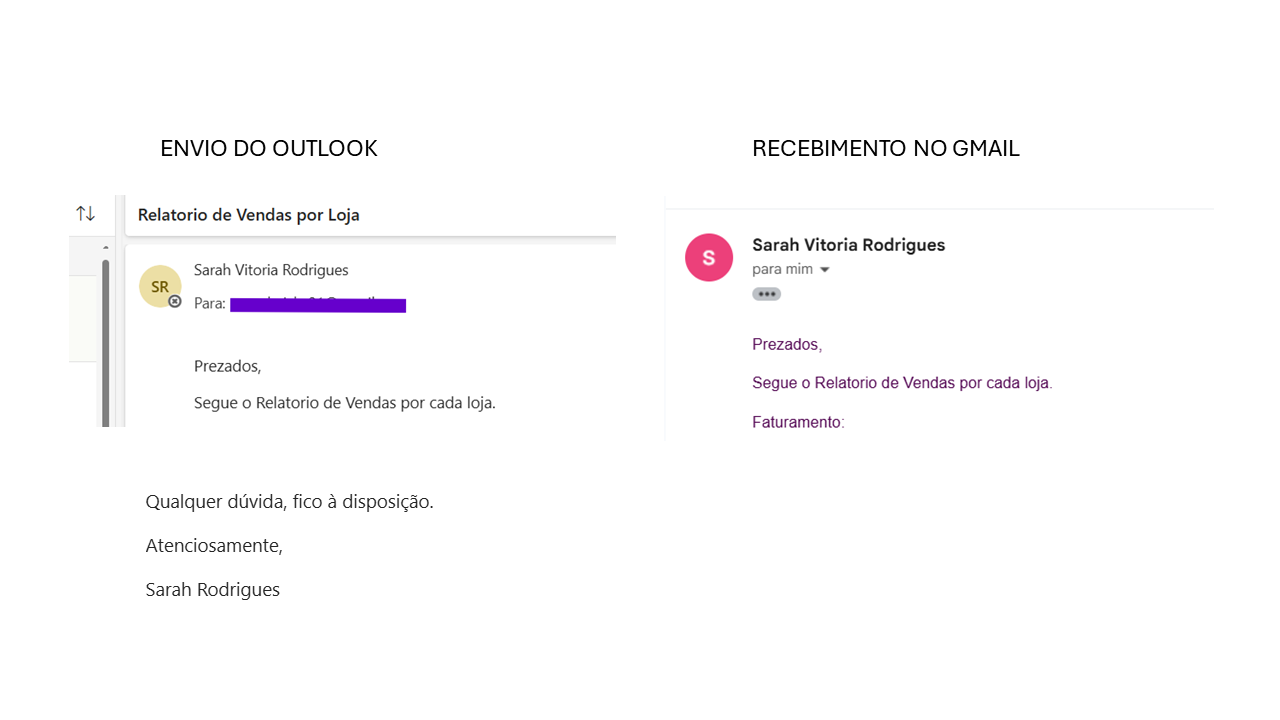 ENVIO DO OUTLOOK
Relatorio de Vendas por Loja
SR
Sarah Vitoria Rodrigues
Para:
Prezados,
Segue o Relatorio de Vendas por cada loja.
Qualquer dúvida, fico à disposição.
Atenciosamente,
Sarah Rodrigues
RECEBIMENTO NO GMAIL
S
Sarah Vitoria Rodrigues
para mim
Prezados,
Segue o Relatorio de Vendas por cada loja.
Faturamento: